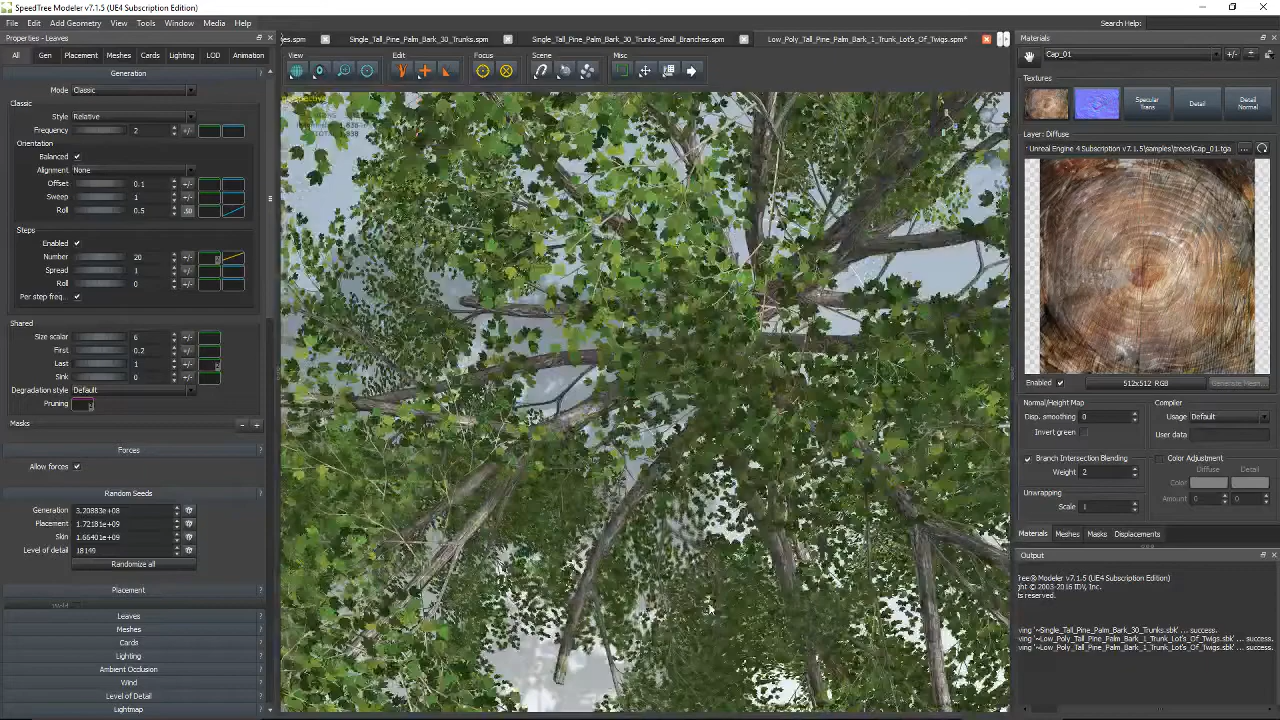 SpeedTree Modeler v7.1.5 (UE4 Subscription Edition)
File Edit Add Geometry View Tools Window Media Help
Search Help:
Properties - Leaves
Single_Tall_Pine_Palm_Bark_30_Trunks.spm
Single_Tall_Pine_Palm_Bark_30_Trunks_Small_Branches.spm
Low_Poly_Tall_Pine_Palm_Bark_1_Trunk_Lot's_Of_Twigs.spm*
Materials
All Gen Placement Meshes Cards Lighting LOD Animation
View Edit Focus Scene Misc
Cap_01
Generation
Mode Classic
Classic
Style Relative
Frequency 2
Orientation
Balanced
Alignment None
Offset 0.1
Sweep 1
Roll 0.5
Steps
Enabled
Number 20
Spread 1
Roll 0
Per step freq...
Shared
Size scalar 6
First 0.2
Last 1
Sink 0
Degradation style Default
Pruning
Masks
Forces
Allow forces
Random Seeds
Generation 3.20883e+08
Placement 1.72181e+09
Skin 1.66401e+09
Level of detail 18149
Randomize all
Placement
Leaves
Meshes
Cards
Lighting
Ambient Occlusion
Wind
Level of Detail
Lightmap
Textures
Specular Trans
Detail
Detail Normal
Layer: Diffuse
Unreal Engine 4 Subscription v7.1.5\samples\trees\Cap_01.tga
Enabled
512x512 RGB
Generate Mesh...
Normal/Height Map
Compiler
Disp. smoothing 0
Usage Default
Invert green
User data
Branch Intersection Blending
Color Adjustment
Weight 2
Diffuse Detail
Color
Unwrapping
Amount 0 0
Scale 1
Materials Meshes Masks Displacements
Output
Tree® Modeler v7.1.5 (UE4 Subscription Edition)
ght © 2003-2016 IDV, Inc.
ts reserved.
ving '~Single_Tall_Pine_Palm_Bark_30_Trunks.sbk' ... success.
ving '~Low_Poly_Tall_Pine_Palm_Bark_1_Trunk_Lot's_Of_Twigs.sbk' ... success.
ving '~Low_Poly_Tall_Pine_Palm_Bark_1_Trunk_Lot's_Of_Twigs.sbk' ... success.